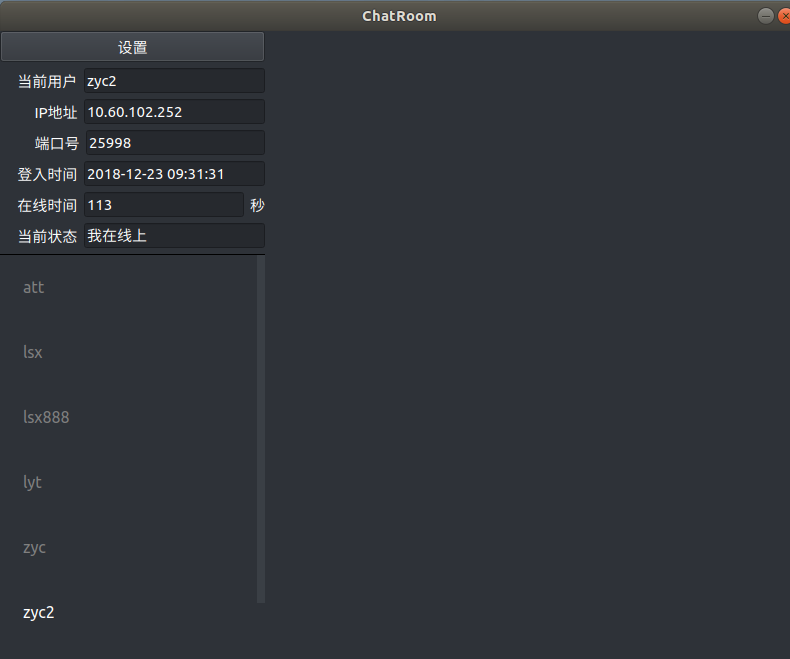 ChatRoom
设置
当前用户 zyc2
IP地址 10.60.102.252
端口号 25998
登入时间 2018-12-23 09:31:31
在线时间 113 秒
当前状态 我在线上
att
lsx
lsx888
lyt
zyc
zyc2